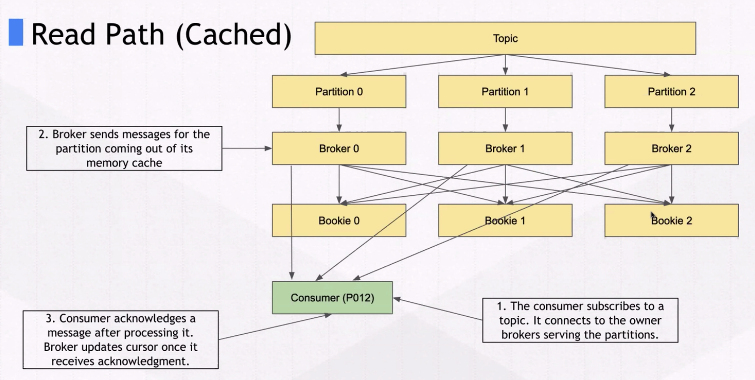 Read Path (Cached)
Topic
Partition 0
Partition 1
Partition 2
2. Broker sends messages for the
partition coming out of its
memory cache
Broker 0
Broker 1
Broker 2
Bookie 0
Bookie 1
Bookie 2
Consumer (P012)
3. Consumer acknowledges a
message after processing it.
Broker updates cursor once it
receives acknowledgment.
1. The consumer subscribes to a
topic. It connects to the owner
brokers serving the partitions.